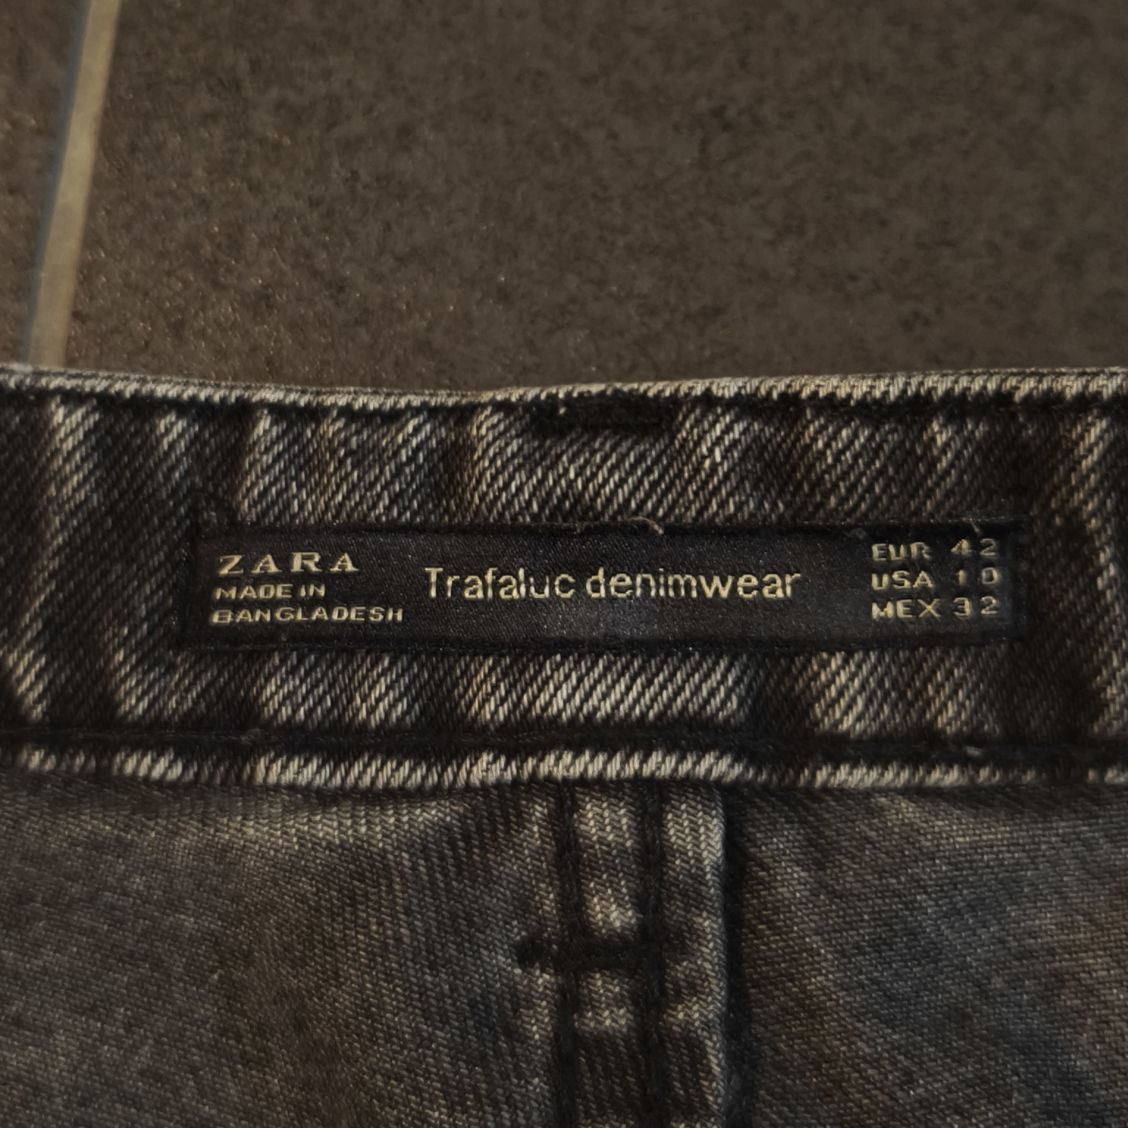 ZARA
MADE IN
BANGLADESH
Trafaluc denimwear
EUR 42
USA 10
MEX 32